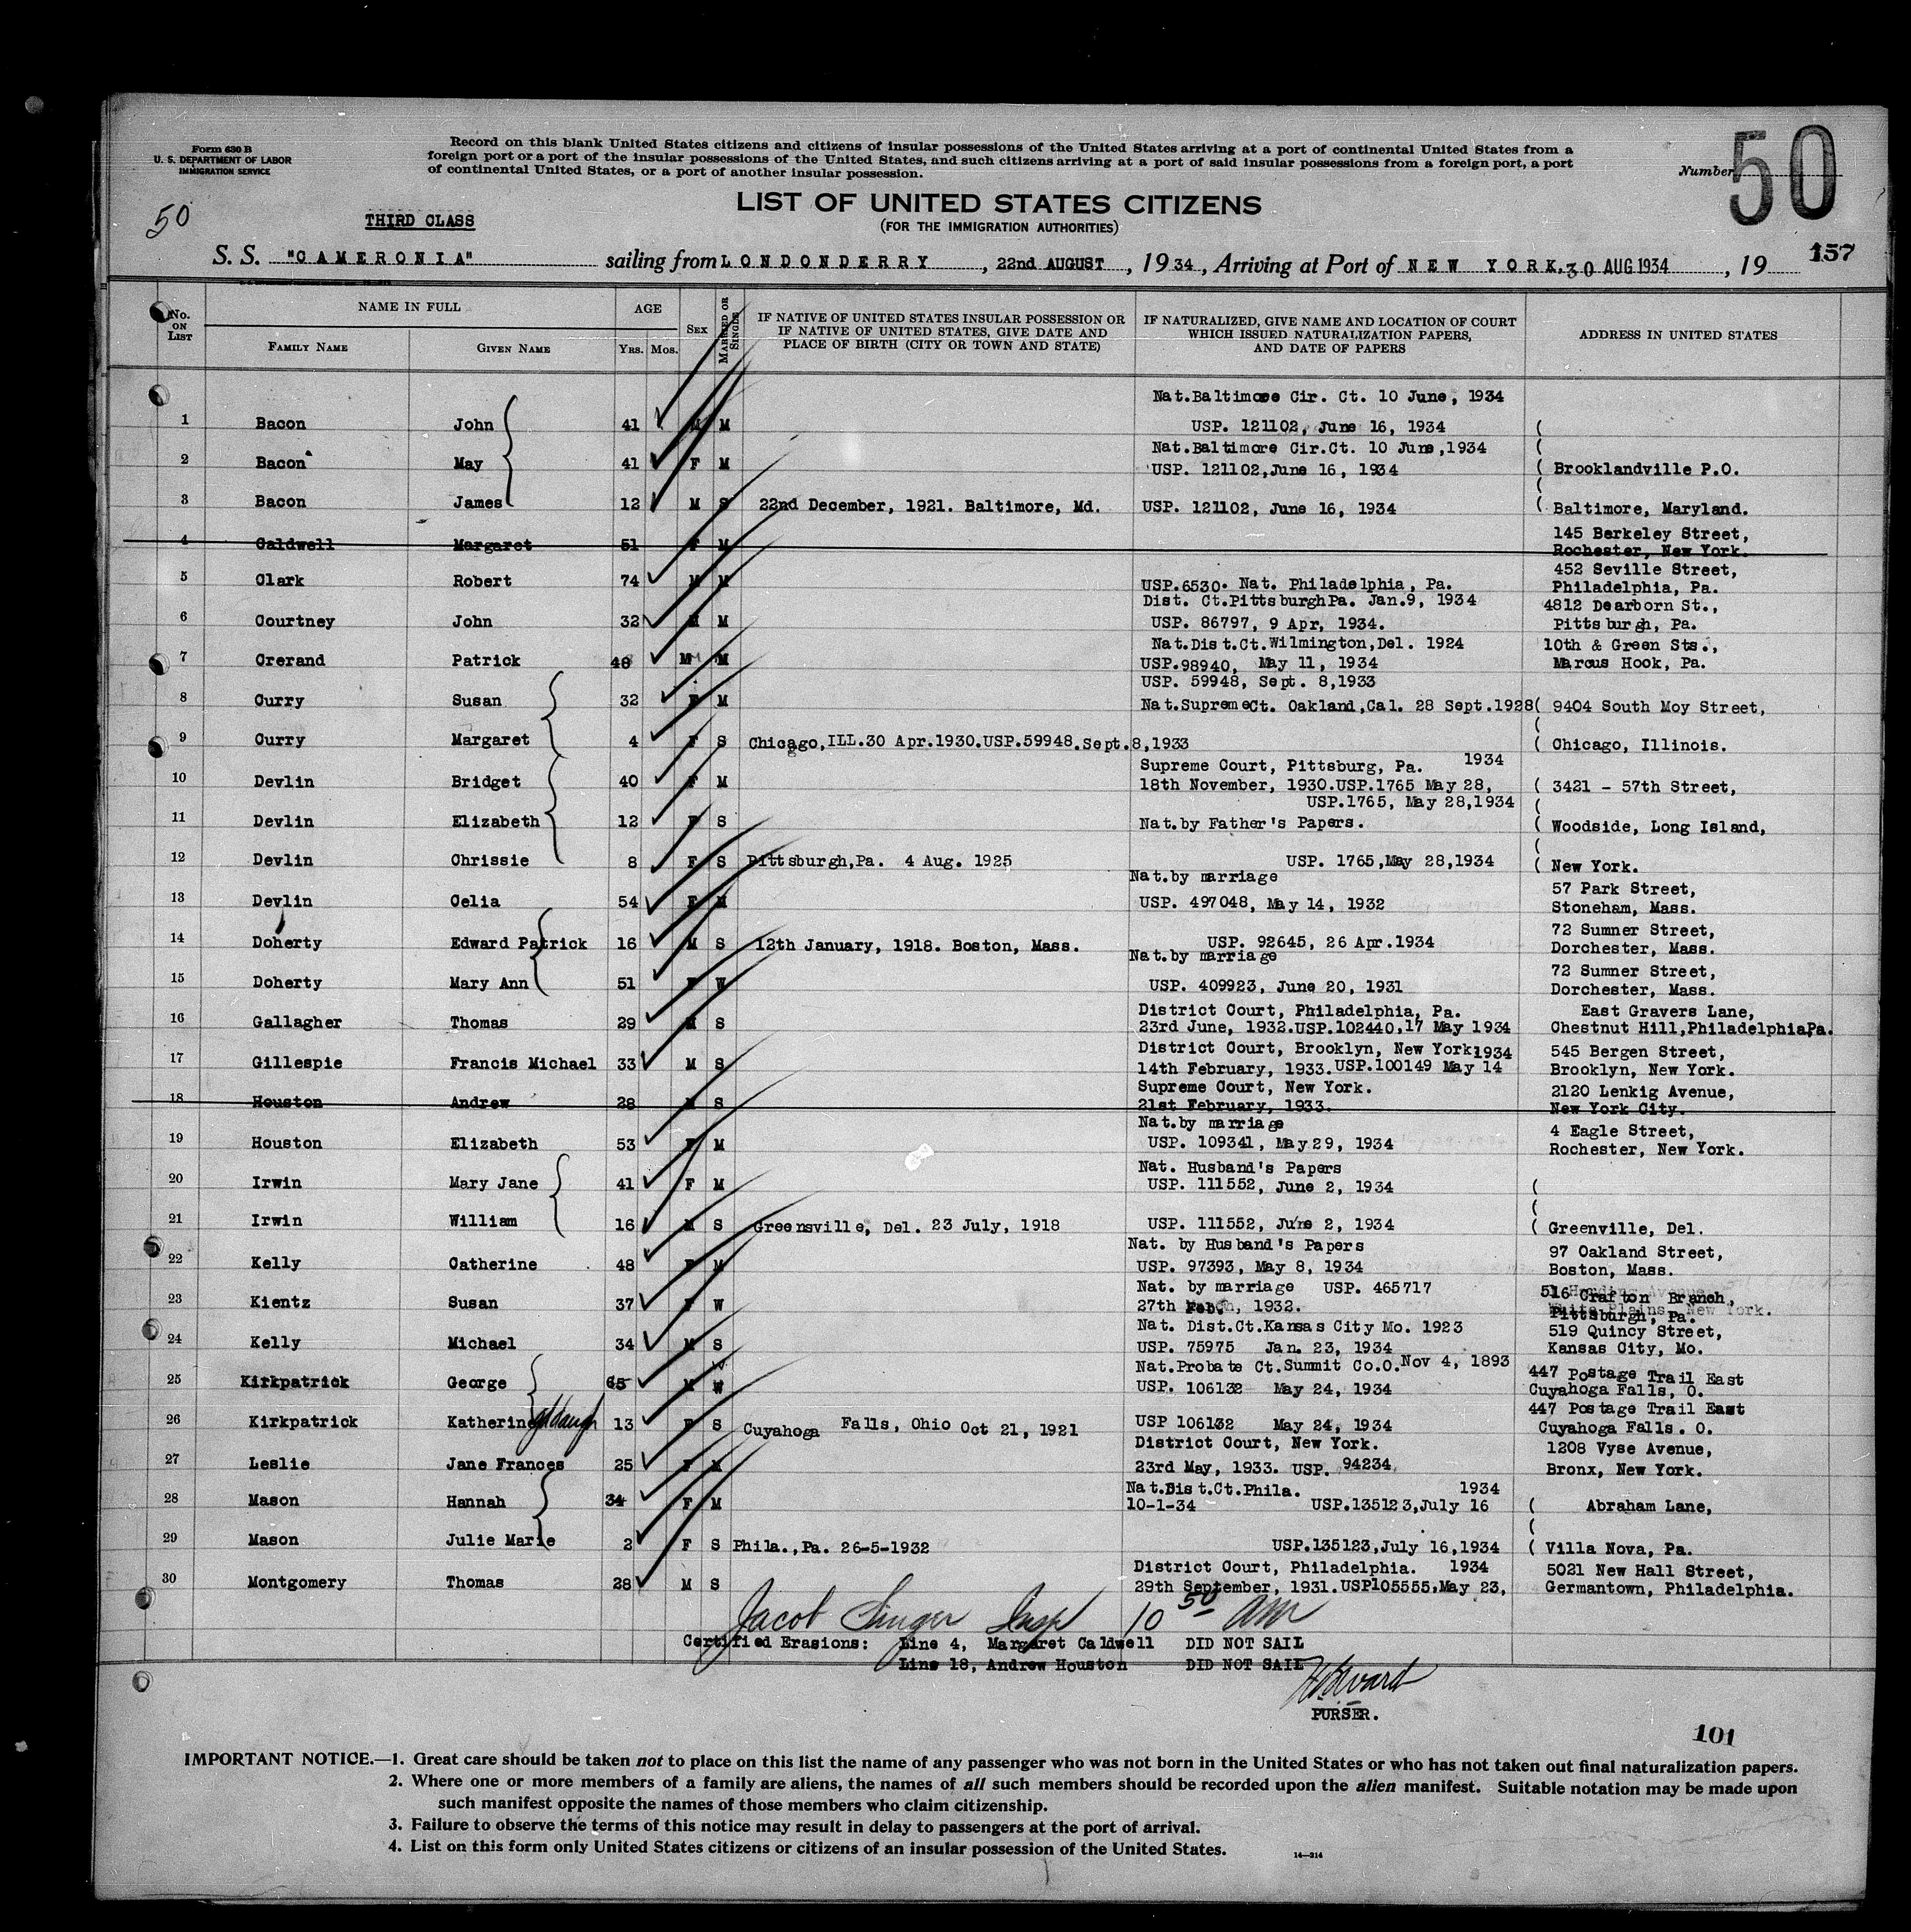 Form 630 B
U. S. DEPARTMENT OF LABOR
IMMIGRATION SERVICE
Record on this blank United States citizens and citizens of insular possessions of the United States arriving at a port of continental United States from a
foreign port or a port of the insular possessions of the United States, and such citizens arriving at a port of said insular possessions from a foreign port, a port
of continental United States, or a port of another insular possession.
Number 50
LIST OF UNITED STATES CITIZENS
(FOR THE IMMIGRATION AUTHORITIES)
50
THIRD CLASS
157
S. S. "CAMERONIA" sailing from LONDONDERRY, 22nd AUGUST, 1934, Arriving at Port of NEW YORK. 30 AUG 1934, 19
No. ON LIST NAME IN FULL FAMILY NAME GIVEN NAME AGE YRS. MOS. SEX MARRIED OR SINGLE
IF NATIVE OF UNITED STATES INSULAR POSSESSION OR
IF NATIVE OF UNITED STATES, GIVE DATE AND
PLACE OF BIRTH (CITY OR TOWN AND STATE)
IF NATURALIZED, GIVE NAME AND LOCATION OF COURT
WHICH ISSUED NATURALIZATION PAPERS,
AND DATE OF PAPERS
ADDRESS IN UNITED STATES
Nat.Baltimore Cir. Ct. 10 June, 1934
1 Bacon John 41 M M USP. 121102, June 16, 1934 (
Nat.Baltimore Cir.Ct. 10 June,1934 (
2 Bacon May 41 F M USP. 121102,June 16, 1934 ( Brooklandville P.O.
(
3 Bacon James 12 M S 22nd December, 1921. Baltimore, Md. USP. 121102, June 16, 1934 ( Baltimore, Maryland.
145 Berkeley Street,
4 Caldwell Margaret 51 F M Rochester, New York.
452 Seville Street,
5 Clark Robert 74 M M USP.6530. Nat. Philadelphia, Pa. Philadelphia, Pa.
Dist. Ct.PittsburghPa. Jan.9, 1934 4812 Dearborn St.,
6 Courtney John 32 M M USP. 86797, 9 Apr, 1934. Pittsburgh, Pa.
Nat.Dist.Ct.Wilmington,Del. 1924 10th & Green Sts.,
7 Crerand Patrick 48 M M USP.98940, May 11, 1934 Marcus Hook, Pa.
USP. 59948, Sept. 8,1933
8 Curry Susan 32 F M Nat.SupremeCt. Oakland,Cal. 28 Sept.1928 ( 9404 South Moy Street,
(
9 Curry Margaret 4 F S Chicago,ILL.30 Apr.1930.USP.59948.Sept.8,1933 ( Chicago, Illinois.
Supreme Court, Pittsburg, Pa. 1934
10 Devlin Bridget 40 F M 18th November, 1930.USP.1765 May 28, ( 3421 - 57th Street,
USP.1765, May 28,1934 (
11 Devlin Elizabeth 12 F S Nat.by Father's Papers. ( Woodside, Long Island,
(
12 Devlin Chrissie 8 F S Pittsburgh,Pa. 4 Aug. 1925 USP. 1765,May 28,1934 ( New York.
Nat.by marriage 57 Park Street,
13 Devlin Celia 54 F M USP. 497048, May 14, 1932 Stoneham, Mass.
72 Sumner Street,
14 Doherty Edward Patrick 16 M S 12th January, 1918. Boston, Mass. USP. 92645, 26 Apr.1934 Dorchester, Mass.
Nat.by marriage 72 Sumner Street,
15 Doherty Mary Ann 51 F W USP. 409923, June 20, 1931 Dorchester, Mass.
District Court, Philadelphia, Pa. East Gravers Lane,
16 Gallagher Thomas 29 M S 23rd June, 1932.USP.102440,17 May 1934 Chestnut Hill,Philadelphia,Pa.
District Court, Brooklyn, New York 1934 545 Bergen Street,
17 Gillespie Francis Michael 33 M S 14th February, 1933. USP.100149 May 14 Brooklyn, New York.
Supreme Court, New York. 2120 Lenkig Avenue,
18 Houston Andrew 28 M S 21st February, 1933. New York City.
Nat.by marriage 4 Eagle Street,
19 Houston Elizabeth 53 F M USP. 109341, May 29, 1934 Rochester, New York.
Nat. Husband's Papers
20 Irwin Mary Jane 41 F M USP. 111552, June 2, 1934 (
(
21 Irwin William 16 M S Greensville, Del. 23 July, 1918 USP. 111552, June 2, 1934 ( Greenville, Del.
Nat. by Husband's Papers 97 Oakland Street,
22 Kelly Catherine 48 F M USP. 97393, May 8, 1934 Boston, Mass.
Nat. by marriage USP. 465717 516 Crafton Branch,
23 Kientz Susan 37 F W 27th Feb., 1932. Pittsburgh, Pa.
Nat. Dist.Ct.Kansas City Mo. 1923 519 Quincy Street,
24 Kelly Michael 34 M S USP. 75975 Jan. 23, 1934 Kansas City, Mo.
Nat.Probate Ct.Summit Co.O.Nov 4, 1893 447 Postage Trail East
25 Kirkpatrick George 65 M W USP. 106132 May 24, 1934 Cuyahoga Falls, O.
447 Postage Trail East
26 Kirkpatrick Katherine gd daugh 13 F S Cuyahoga Falls, Ohio Oct 21, 1921 USP 106132 May 24, 1934 Cuyahoga Falls. O.
District Court, New York. 1208 Vyse Avenue,
27 Leslie Jane Frances 25 F M 23rd May, 1933. USP. 94234 Bronx, New York.
Nat.Dist.Ct.Phila. 1934
28 Mason Hannah 34 F M 10-1-34 USP.135123,July 16 ( Abraham Lane,
(
29 Mason Julie Marie 2 F S Phila.,Pa. 26-5-1932 USP.135123,July 16,1934 ( Villa Nova, Pa.
District Court, Philadelphia. 1934 5021 New Hall Street,
30 Montgomery Thomas 28 M S 29th September, 1931.USP105555,May 23, Germantown, Philadelphia.
Jacob Singer Insp 10 50 am
Certified Erasions: Line 4, Margaret Caldwell DID NOT SAIL
Line 18, Andrew Houston DID NOT SAIL
PURSER.
101
IMPORTANT NOTICE.—1. Great care should be taken not to place on this list the name of any passenger who was not born in the United States or who has not taken out final naturalization papers.
2. Where one or more members of a family are aliens, the names of all such members should be recorded upon the alien manifest. Suitable notation may be made upon
such manifest opposite the names of those members who claim citizenship.
3. Failure to observe the terms of this notice may result in delay to passengers at the port of arrival.
4. List on this form only United States citizens or citizens of an insular possession of the United States.
14—214